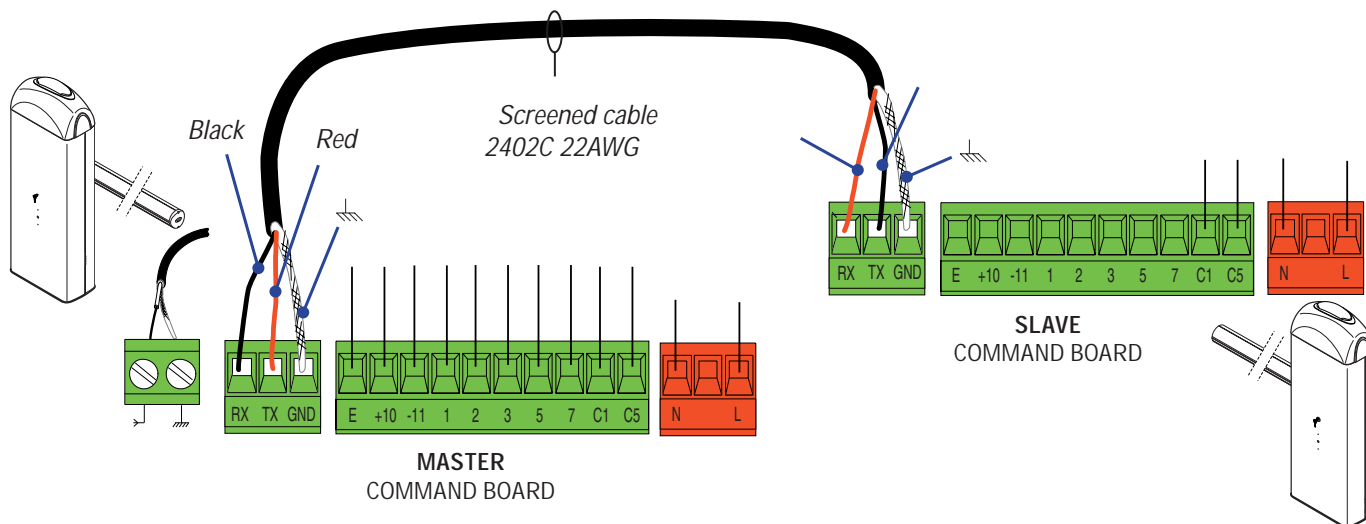 Screened cable
2402C 22AWG
Black
Red
RX TX GND
E +10 -11 1 2 3 5 7 C1 C5
N L
SLAVE
COMMAND BOARD
RX TX GND
E +10 -11 1 2 3 5 7 C1 C5
N L
MASTER
COMMAND BOARD